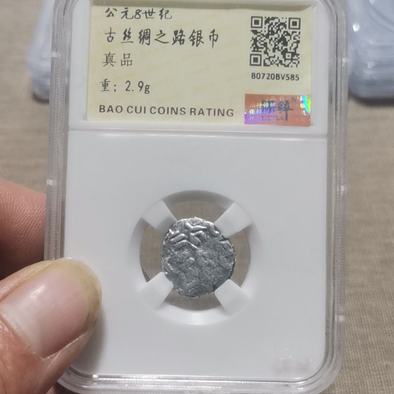 公元8世纪
古丝绸之路银币
真品
重：2.9g
BAO CUI COINS RATING
B0720BV585